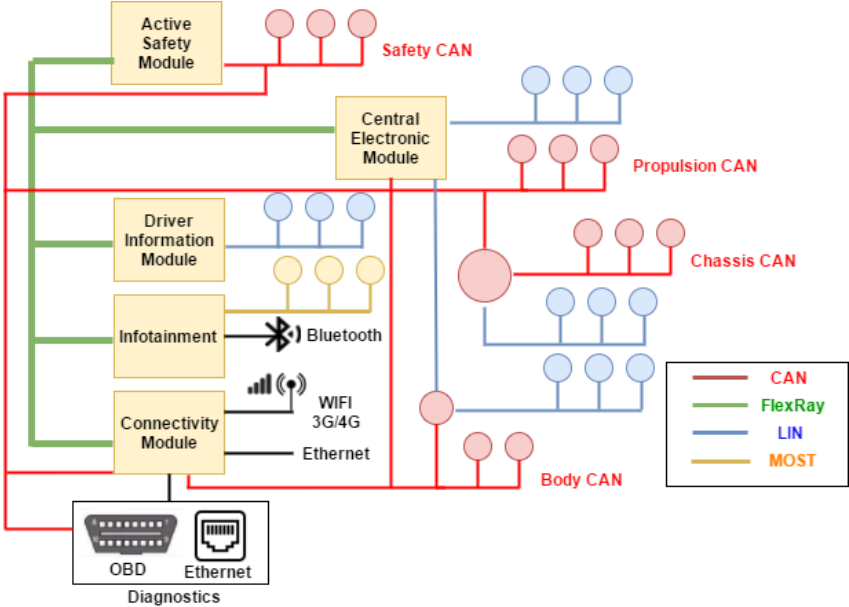 Active
Safety
Module
Safety CAN
Central
Electronic
Module
Propulsion CAN
Driver
Information
Module
Chassis CAN
Infotainment
Bluetooth
WIFI
3G/4G
Connectivity
Module
Ethernet
Body CAN
CAN
FlexRay
LIN
MOST
OBD
Ethernet
Diagnostics